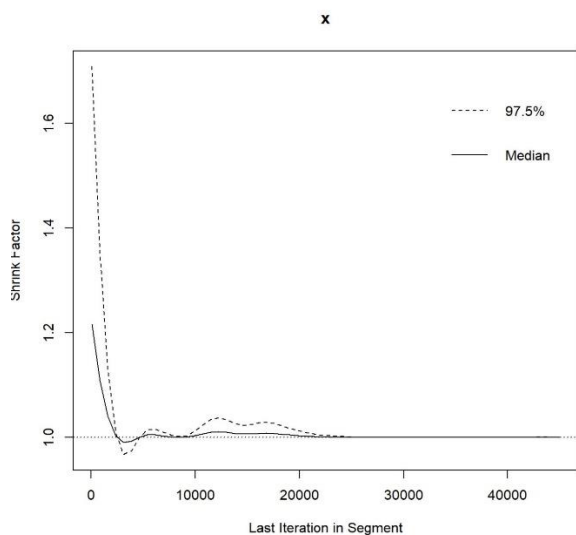 x
1.6
1.4
1.2
1.0
Shrink Factor
97.5%
Median
0
10000
20000
30000
40000
Last Iteration in Segment